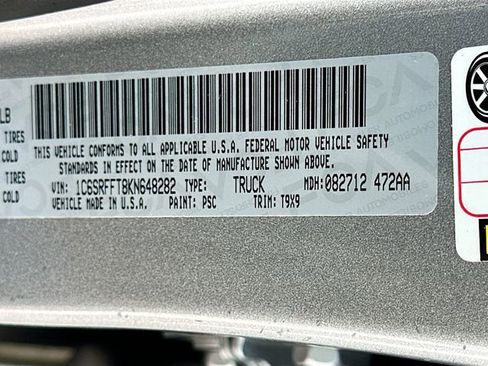 LB
TIRES
COLD
THIS VEHICLE CONFORMS TO ALL APPLICABLE U.S.A. FEDERAL MOTOR VEHICLE SAFETY
TIRES
STANDARDS IN EFFECT ON THE DATE OF MANUFACTURE SHOWN ABOVE.
COLD
VIN: 1C6SRFFT8KN648282 TYPE: TRUCK MDH: 082712 472AA
VEHICLE MADE IN U.S.A. PAINT: PSC TRIM: T9X9